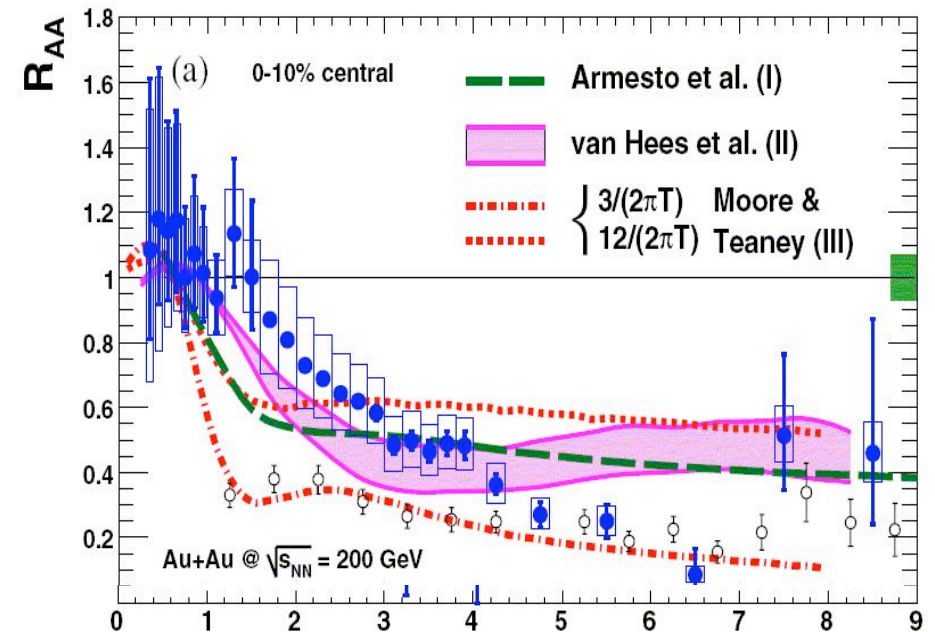 R_AA
1.8
1.6
1.4
1.2
1
0.8
0.6
0.4
0.2
(a) 0-10% central
Armesto et al. (I)
van Hees et al. (II)
3/(2πT) Moore &
12/(2πT) Teaney (III)
Au+Au @ √s_NN = 200 GeV
0 1 2 3 4 5 6 7 8 9